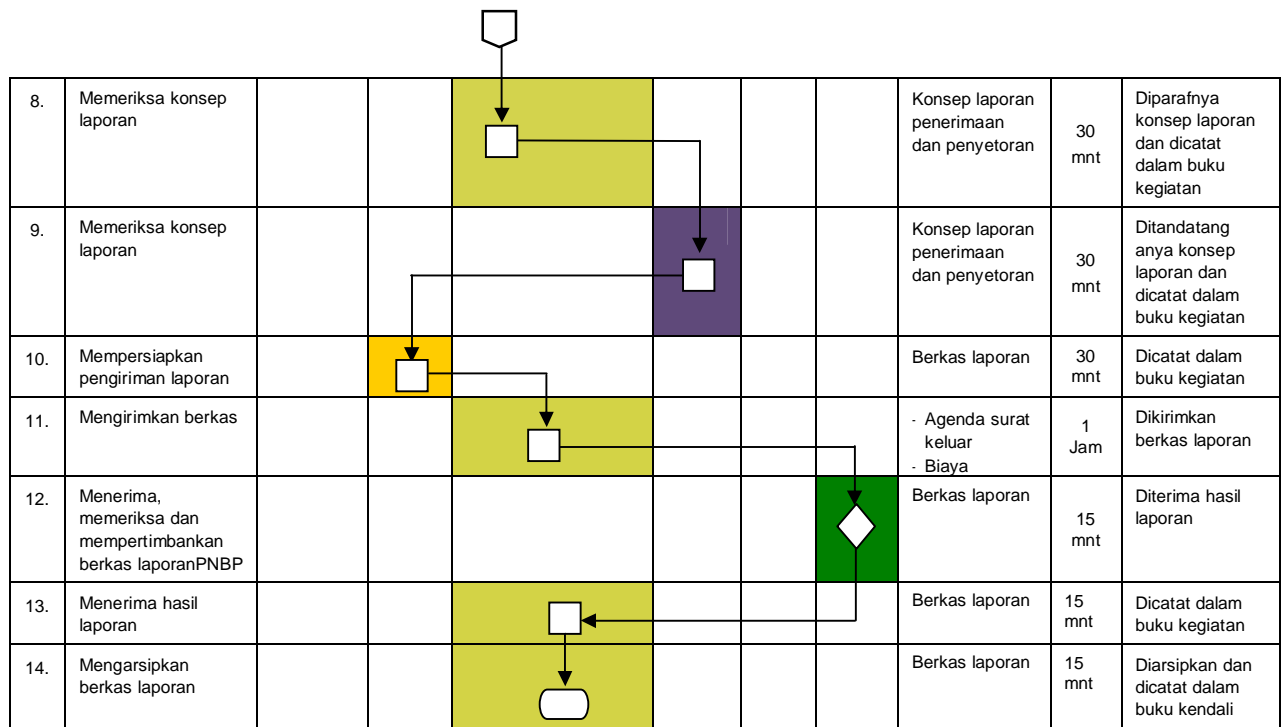 8.
Memeriksa konsep
laporan
Konsep laporan
penerimaan
dan penyetoran
30
mnt
Diparafnya
konsep laporan
dan dicatat
dalam buku
kegiatan
9.
Memeriksa konsep
laporan
Konsep laporan
penerimaan
dan penyetoran
30
mnt
Ditandatang
anya konsep
laporan dan
dicatat dalam
buku kegiatan
10.
Mempersiapkan
pengiriman laporan
Berkas laporan
30
mnt
Dicatat dalam
buku kegiatan
11.
Mengirimkan berkas
- Agenda surat
keluar
- Biaya
1
Jam
Dikirimkan
berkas laporan
12.
Menerima,
memeriksa dan
mempertimbankan
berkas laporanPNBP
Berkas laporan
15
mnt
Diterima hasil
laporan
13.
Menerima hasil
laporan
Berkas laporan
15
mnt
Dicatat dalam
buku kegiatan
14.
Mengarsipkan
berkas laporan
Berkas laporan
15
mnt
Diarsipkan dan
dicatat dalam
buku kendali